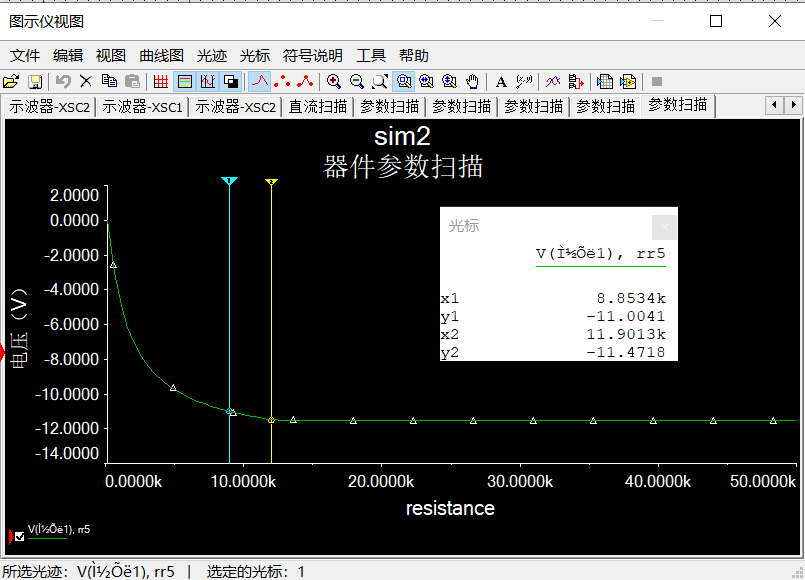 图示仪视图
文件 编辑 视图 曲线图 光迹 光标 符号说明 工具 帮助
示波器-XSC2 示波器-XSC1 示波器-XSC2 直流扫描 参数扫描 参数扫描 参数扫描 参数扫描 参数扫描
sim2
器件参数扫描
1 2
2.0000
0.0000
-2.0000
-4.0000
-6.0000
-8.0000
-10.0000
-12.0000
-14.0000
电压（V）
光标
V(Ì½Õë1), rr5
x1 8.8534k
y1 -11.0041
x2 11.9013k
y2 -11.4718
0.0000k 10.0000k 20.0000k 30.0000k 40.0000k 50.0000k
resistance
V(Ì½Õë1), rr5
所选光迹: V(Ì½Õë1), rr5 | 选定的光标: 1